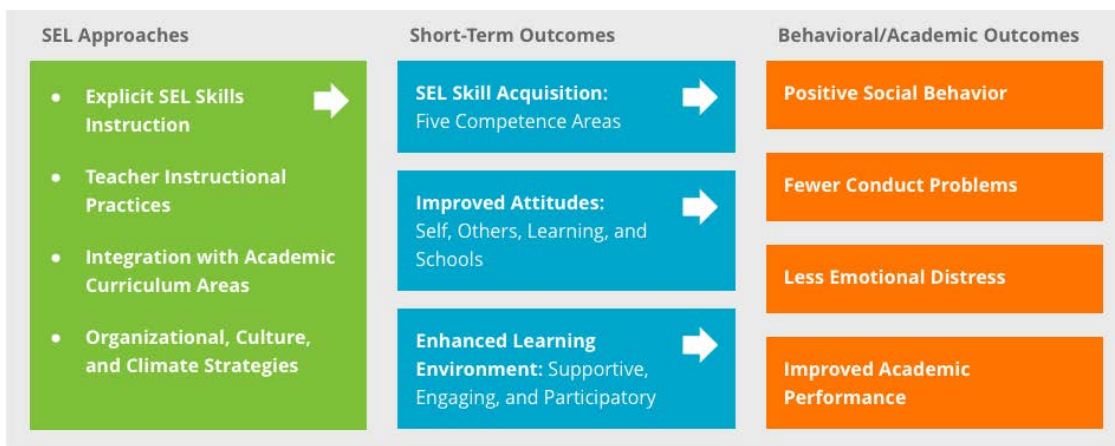 SEL Approaches
● Explicit SEL Skills
Instruction
● Teacher Instructional
Practices
● Integration with Academic
Curriculum Areas
● Organizational, Culture,
and Climate Strategies
Short-Term Outcomes
SEL Skill Acquisition:
Five Competence Areas
Improved Attitudes:
Self, Others, Learning, and
Schools
Enhanced Learning
Environment: Supportive,
Engaging, and Participatory
Behavioral/Academic Outcomes
Positive Social Behavior
Fewer Conduct Problems
Less Emotional Distress
Improved Academic
Performance